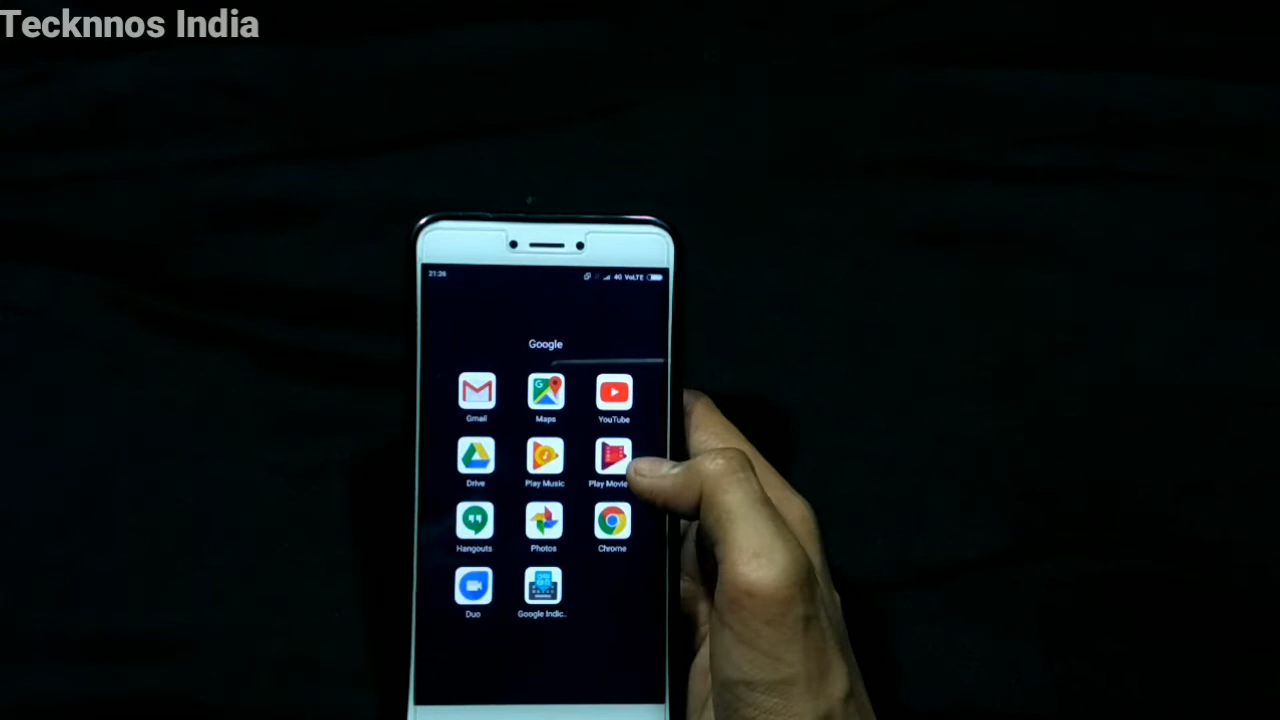 Tecknnos India
21:26
4G VoLTE
Google
Gmail
Maps
YouTube
Drive
Play Music
Play Movie
Hangouts
Photos
Chrome
Duo
Google Indic..